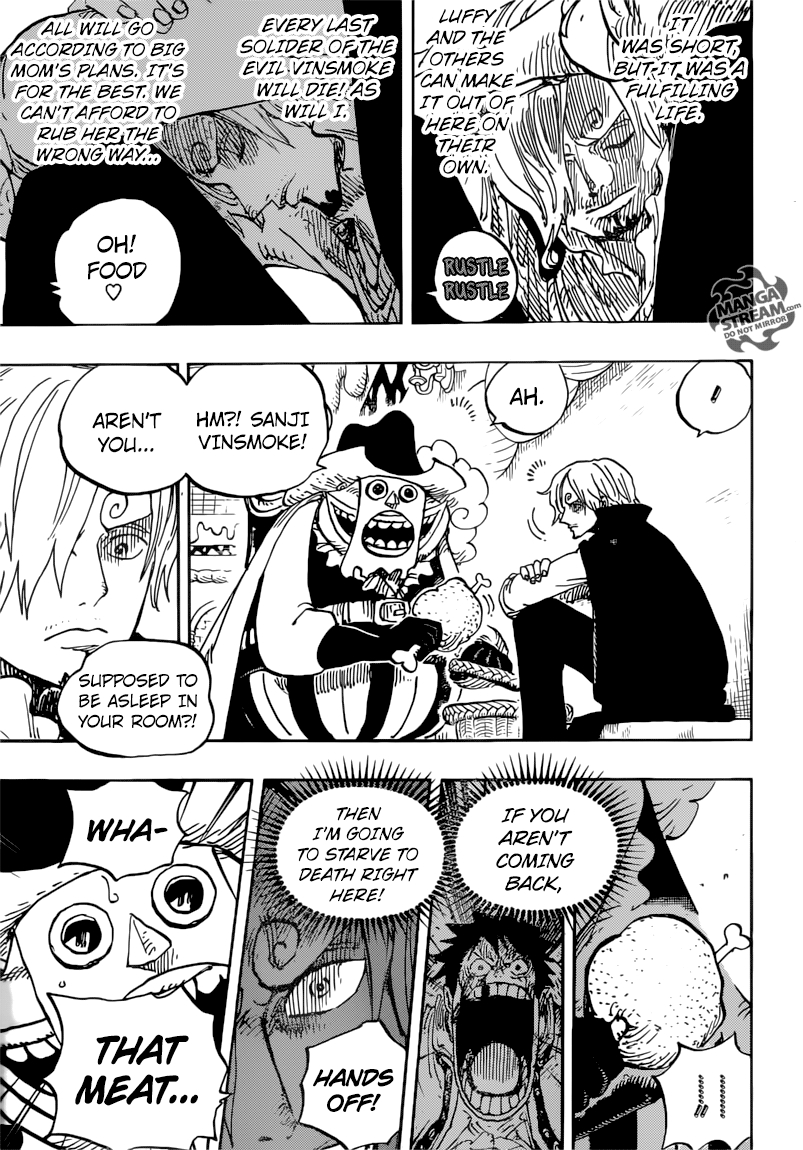 IT
WAS SHORT,
BUT IT WAS A
FULFILLING
LIFE.
LUFFY
AND THE
OTHERS
CAN MAKE
IT OUT OF
HERE ON
THEIR
OWN.
RUSTLE
RUSTLE
MANGA
STREAM.com
DO NOT MIRROR
EVERY LAST
SOLIDER OF THE
EVIL VINSMOKE
WILL DIE! AS
WILL I.
ALL WILL GO
ACCORDING TO BIG
MOM'S PLANS. IT'S
FOR THE BEST. WE
CAN'T AFFORD TO
RUB HER THE
WRONG WAY...
OH!
FOOD
♡
!
AH.
HM?! SANJI
VINSMOKE!
AREN'T
YOU...
SUPPOSED TO
BE ASLEEP IN
YOUR ROOM?!
!!!
IF YOU
AREN'T
COMING
BACK,
THEN
I'M GOING
TO STARVE TO
DEATH RIGHT
HERE!
HANDS
OFF!
WHA-
THAT
MEAT...